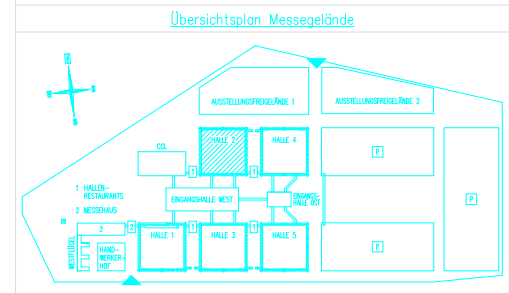 Übersichtsplan Messegelände
AUSSTELLUNGSFREIGELÄNDE 1
AUSSTELLUNGSFREIGELÄNDE 2
CCL
HALLE 2
HALLE 4
P
1
1
P
1 HALLEN-
RESTAURANTS
2 MESSEHAUS
EINGANGSHALLE WEST
EINGANGS-
HALLE OST
2
2
HALLE 1
1
HALLE 3
1
HALLE 5
P
WESTFLÜGEL
HAND-
WERKER-
HOF